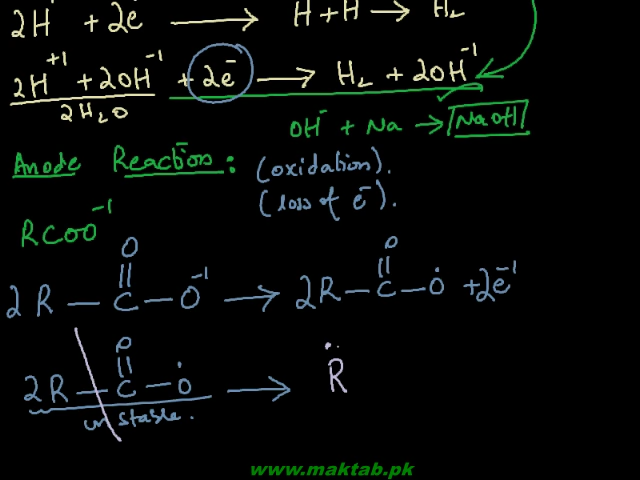 2H + 2e⁻ ⟶ H + H → H₂
2H⁺¹ + 2OH⁻¹ + 2e⁻ ⟶ H₂ + 2OH⁻¹
2H₂O
OH⁻ + Na → NaOH
Anode Reaction: (oxidation).
(loss of e⁻).
RCOO⁻¹
O O
2R — C — O⁻¹ ⟶ 2R — C — O• + 2e⁻¹
O
2R — C — O• ⟶ R
unstable.
www.maktab.pk